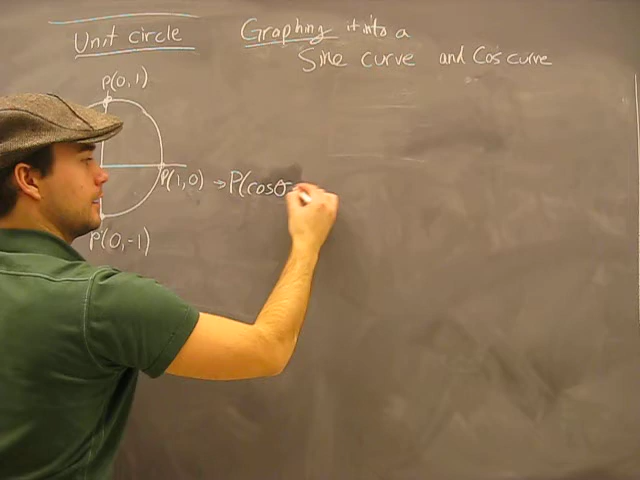 Unit circle
Graphing it into a
Sine curve and Cos curve
P(0,1)
P(1,0) → P(cosθ
P(0,-1)